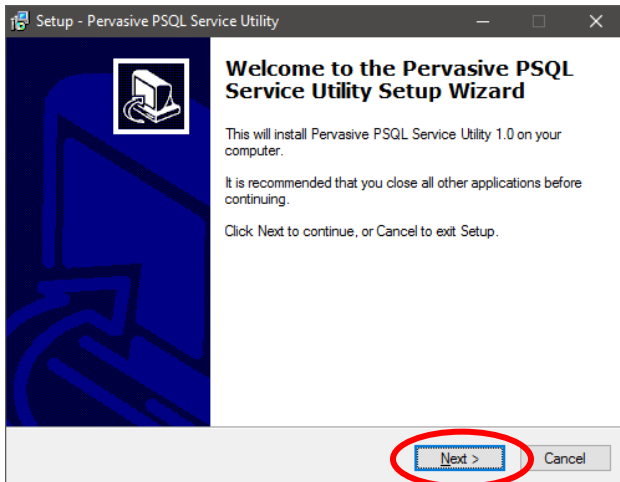 Setup - Pervasive PSQL Service Utility
Welcome to the Pervasive PSQL
Service Utility Setup Wizard
This will install Pervasive PSQL Service Utility 1.0 on your
computer.
It is recommended that you close all other applications before
continuing.
Click Next to continue, or Cancel to exit Setup.
Next >
Cancel